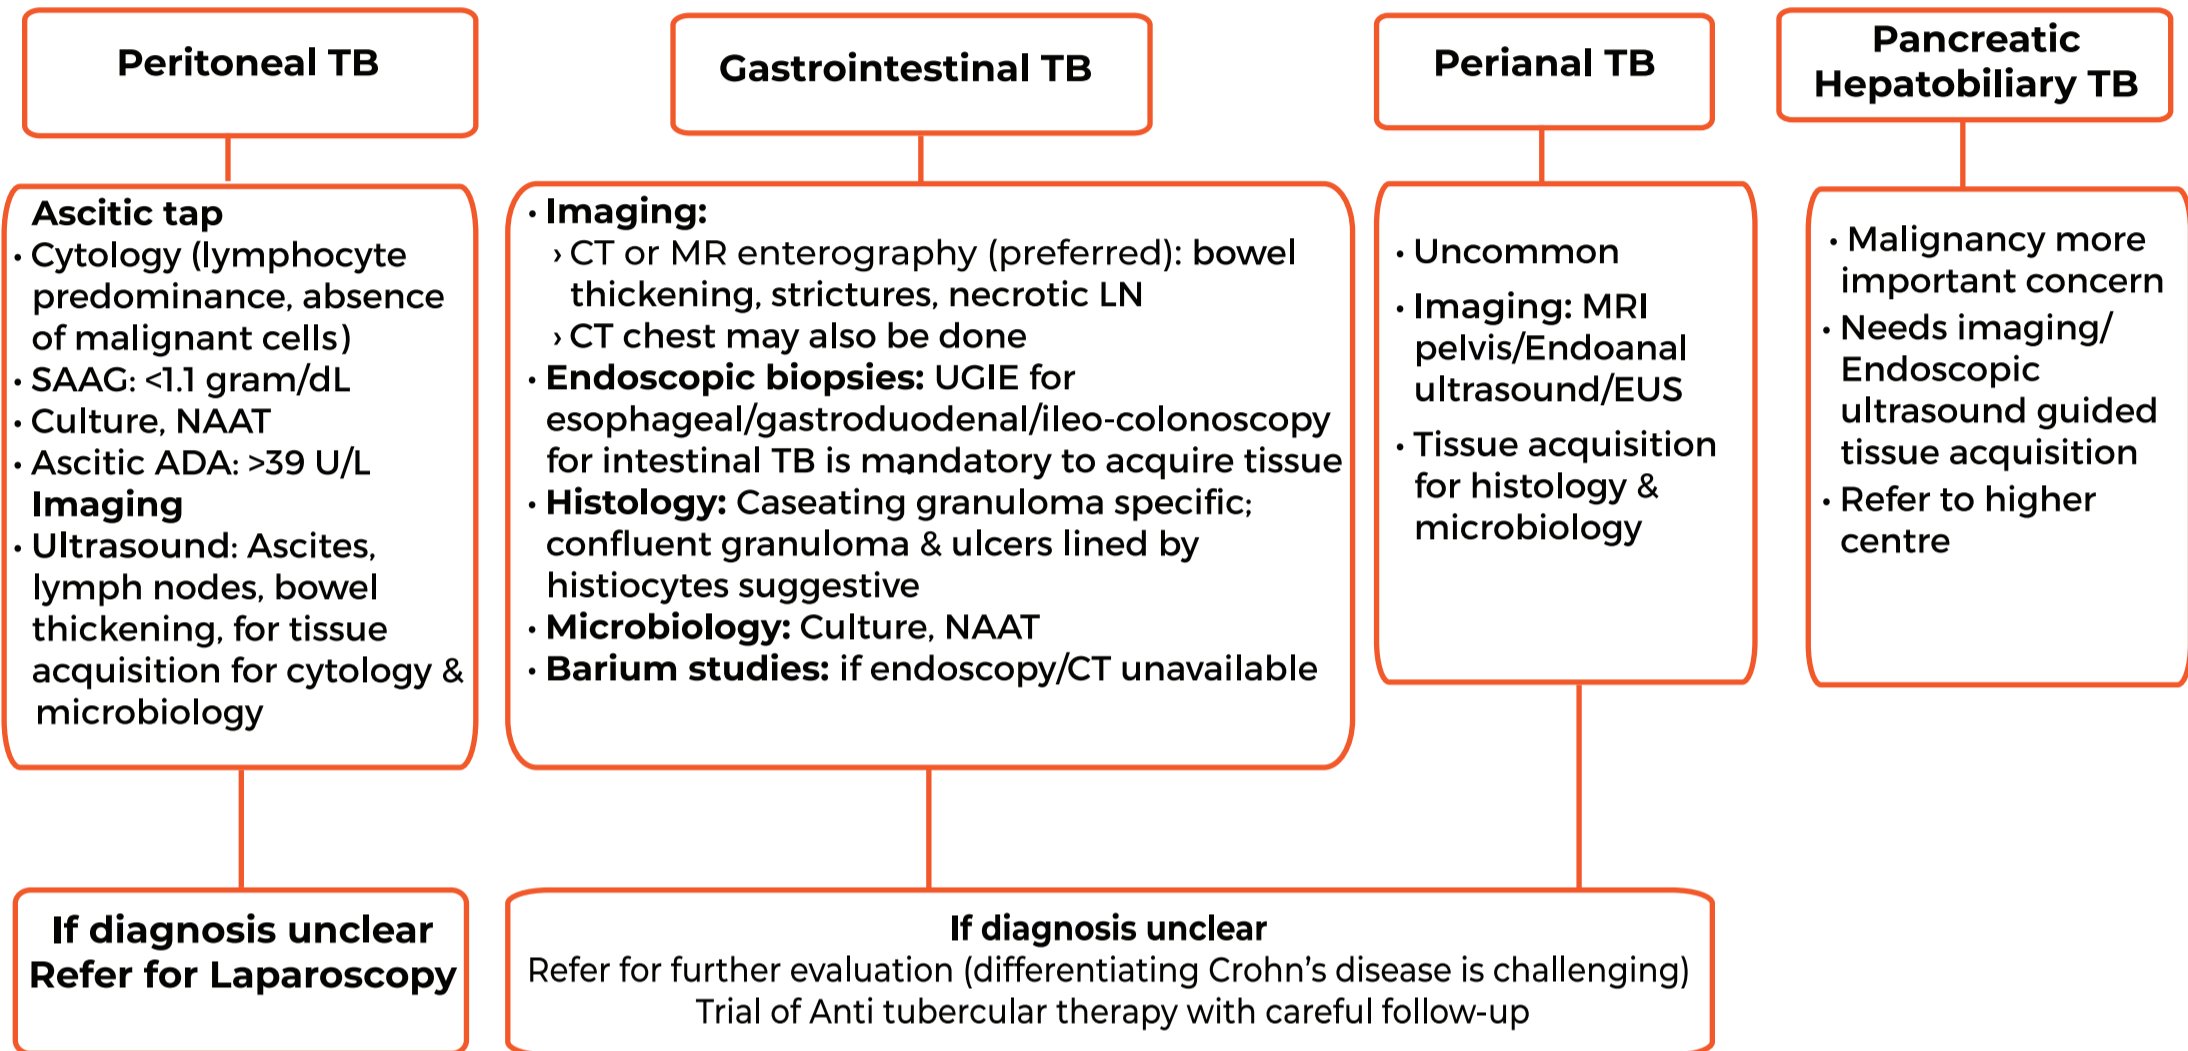 Peritoneal TB
Ascitic tap
• Cytology (lymphocyte
predominance, absence
of malignant cells)
• SAAG: <1.1 gram/dL
• Culture, NAAT
• Ascitic ADA: >39 U/L
Imaging
• Ultrasound: Ascites,
lymph nodes, bowel
thickening, for tissue
acquisition for cytology &
microbiology
If diagnosis unclear
Refer for Laparoscopy
Gastrointestinal TB
• Imaging:
› CT or MR enterography (preferred): bowel
thickening, strictures, necrotic LN
› CT chest may also be done
• Endoscopic biopsies: UGIE for
esophageal/gastroduodenal/ileo-colonoscopy
for intestinal TB is mandatory to acquire tissue
• Histology: Caseating granuloma specific;
confluent granuloma & ulcers lined by
histiocytes suggestive
• Microbiology: Culture, NAAT
• Barium studies: if endoscopy/CT unavailable
Perianal TB
• Uncommon
• Imaging: MRI
pelvis/Endoanal
ultrasound/EUS
• Tissue acquisition
for histology &
microbiology
If diagnosis unclear
Refer for further evaluation (differentiating Crohn's disease is challenging)
Trial of Anti tubercular therapy with careful follow-up
Pancreatic
Hepatobiliary TB
• Malignancy more
important concern
• Needs imaging/
Endoscopic
ultrasound guided
tissue acquisition
• Refer to higher
centre